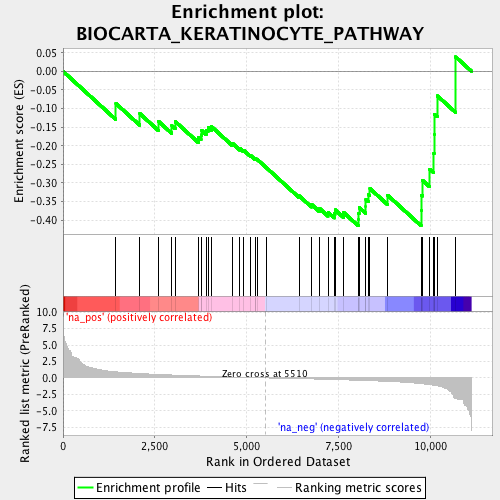 Enrichment plot:
BIOCARTA_KERATINOCYTE_PATHWAY
Enrichment score (ES)
0.05
0.00
-0.05
-0.10
-0.15
-0.20
-0.25
-0.30
-0.35
-0.40
Ranked list metric (PreRanked)
10.0
7.5
5.0
2.5
0.0
-2.5
-5.0
-7.5
'na_pos' (positively correlated)
Zero cross at 5510
'na_neg' (negatively correlated)
0
2,500
5,000
7,500
10,000
Rank in Ordered Dataset
Enrichment profile
Hits
Ranking metric scores